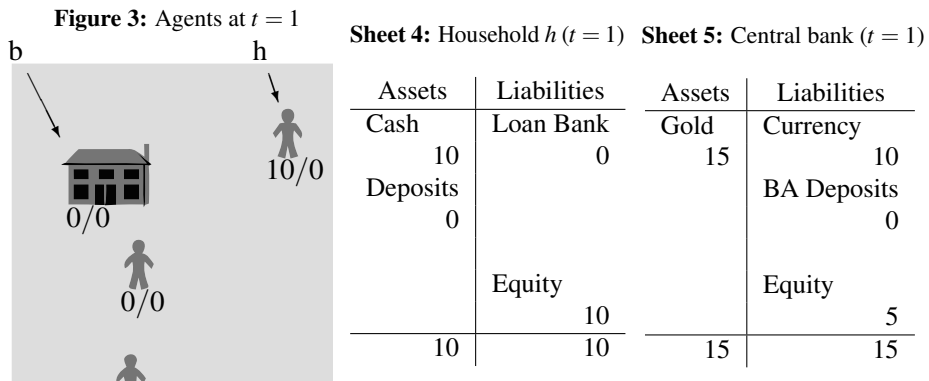 Figure 3: Agents at t = 1
b
h
10/0
0/0
0/0
Sheet 4: Household h (t = 1)
Assets Liabilities
Cash Loan Bank
10 0
Deposits
0
Equity
10
10 10
Sheet 5: Central bank (t = 1)
Assets Liabilities
Gold Currency
15 10
BA Deposits
0
Equity
5
15 15